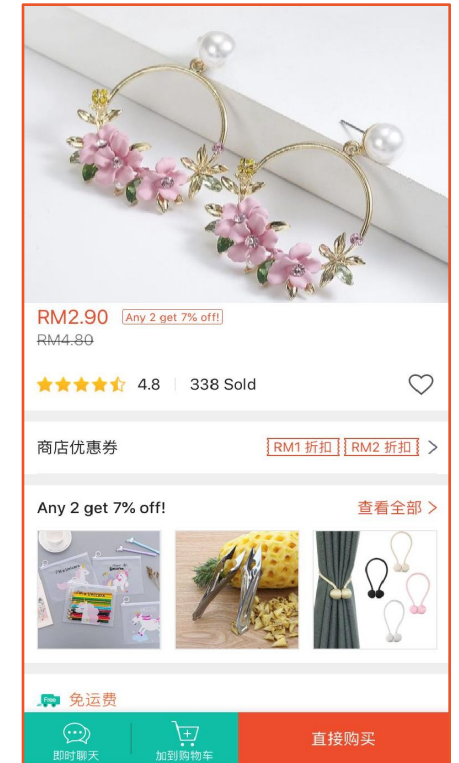 RM2.90 Any 2 get 7% off!
RM4.80
4.8 338 Sold
商店优惠券 RM1 折扣 RM2 折扣
Any 2 get 7% off! 查看全部
Free 免运费
即时聊天 加到购物车 直接购买